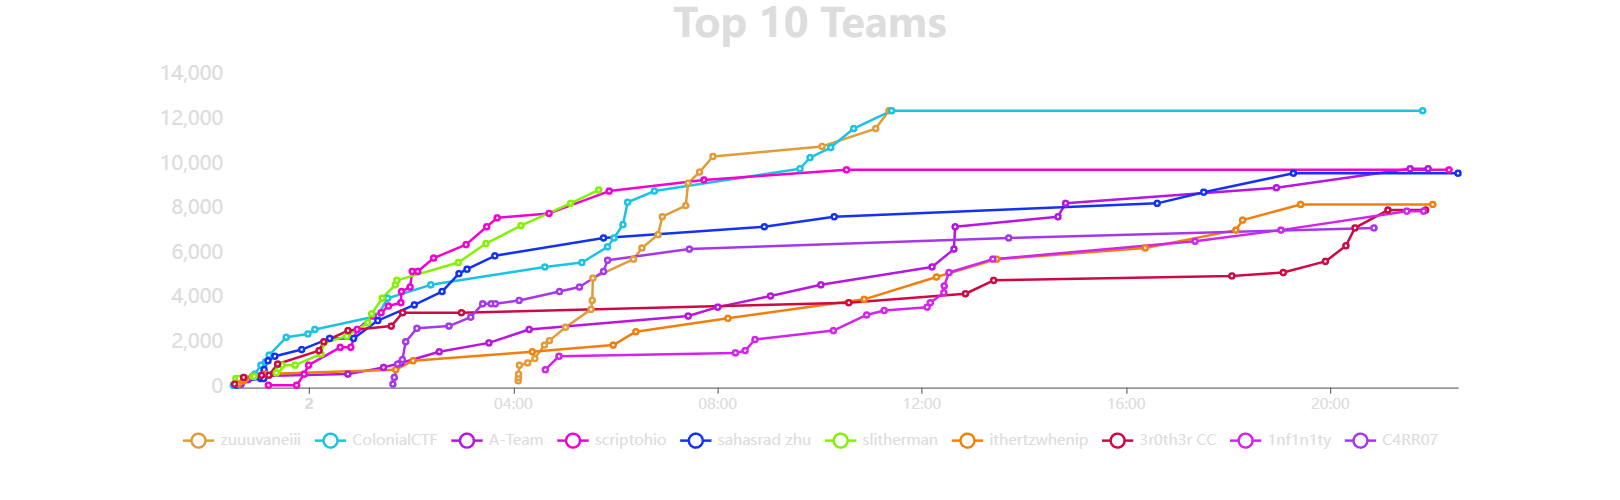 Top 10 Teams
14,000
12,000
10,000
8,000
6,000
4,000
2,000
0
2 04:00 08:00 12:00 16:00 20:00
zuuuvaneiii ColonialCTF A-Team scriptohio sahasrad zhu slitherman ithertzwhenip 3r0th3r CC 1nf1n1ty C4RR07